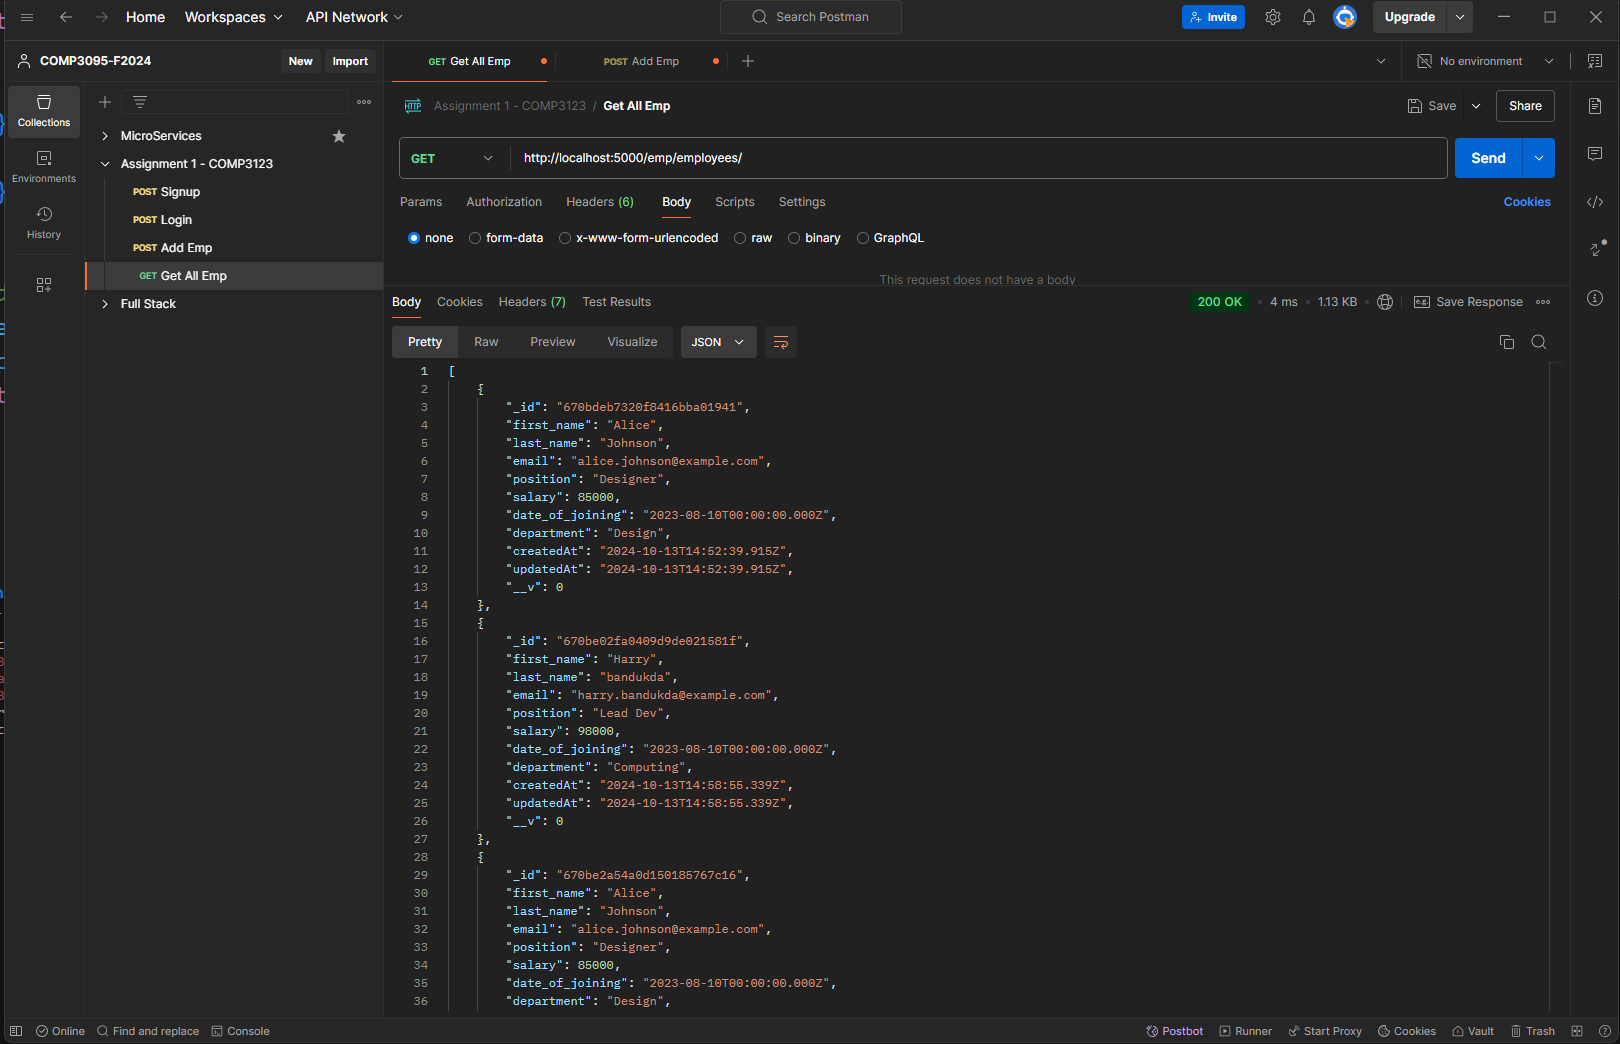 Home Workspaces API Network Search Postman Invite Upgrade
COMP3095-F2024 New Import GET Get All Emp POST Add Emp No environment
Collections
Environments
History
MicroServices
Assignment 1 - COMP3123
POST Signup
POST Login
POST Add Emp
GET Get All Emp
Full Stack
HTTP Assignment 1 - COMP3123 / Get All Emp Save Share
GET http://localhost:5000/emp/employees/ Send
Params Authorization Headers (6) Body Scripts Settings Cookies
none form-data x-www-form-urlencoded raw binary GraphQL
This request does not have a body
Body Cookies Headers (7) Test Results 200 OK • 4 ms • 1.13 KB • e.g. Save Response
Pretty Raw Preview Visualize JSON
1 [
2 {
3 "_id": "670bdeb7320f8416bba01941",
4 "first_name": "Alice",
5 "last_name": "Johnson",
6 "email": "alice.johnson@example.com",
7 "position": "Designer",
8 "salary": 85000,
9 "date_of_joining": "2023-08-10T00:00:00.000Z",
10 "department": "Design",
11 "createdAt": "2024-10-13T14:52:39.915Z",
12 "updatedAt": "2024-10-13T14:52:39.915Z",
13 "__v": 0
14 },
15 {
16 "_id": "670be02fa0409d9de021581f",
17 "first_name": "Harry",
18 "last_name": "bandukda",
19 "email": "harry.bandukda@example.com",
20 "position": "Lead Dev",
21 "salary": 98000,
22 "date_of_joining": "2023-08-10T00:00:00.000Z",
23 "department": "Computing",
24 "createdAt": "2024-10-13T14:58:55.339Z",
25 "updatedAt": "2024-10-13T14:58:55.339Z",
26 "__v": 0
27 },
28 {
29 "_id": "670be2a54a0d150185767c16",
30 "first_name": "Alice",
31 "last_name": "Johnson",
32 "email": "alice.johnson@example.com",
33 "position": "Designer",
34 "salary": 85000,
35 "date_of_joining": "2023-08-10T00:00:00.000Z",
36 "department": "Design",
Online Find and replace Console Postbot Runner Start Proxy Cookies Vault Trash